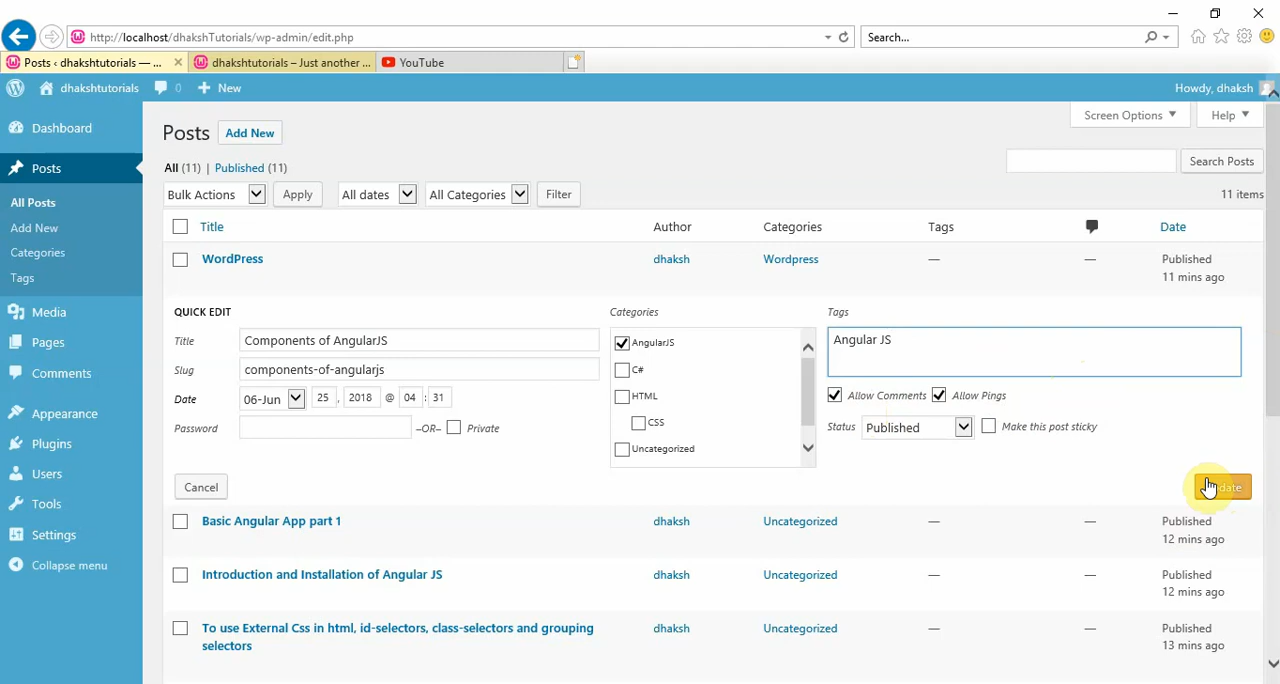 http://localhost/dhakshTutorials/wp-admin/edit.php
Search...
Posts ‹ dhakshtutorials — ...
dhakshtutorials – Just another ...
YouTube
dhakshtutorials
0
New
Howdy, dhaksh
Dashboard
Posts
All Posts
Add New
Categories
Tags
Media
Pages
Comments
Appearance
Plugins
Users
Tools
Settings
Collapse menu
Posts
Add New
Screen Options
Help
All (11) | Published (11)
Search Posts
Bulk Actions
Apply
All dates
All Categories
Filter
11 items
Title Author Categories Tags Date
WordPress dhaksh Wordpress — — Published
11 mins ago
QUICK EDIT
Title Components of AngularJS
Slug components-of-angularjs
Date 06-Jun 25 , 2018 @ 04 : 31
Password –OR– Private
Categories
AngularJS
C#
HTML
CSS
Uncategorized
Tags
Angular JS
Allow Comments Allow Pings
Status Published Make this post sticky
Cancel
Basic Angular App part 1 dhaksh Uncategorized — — Published
12 mins ago
Introduction and Installation of Angular JS dhaksh Uncategorized — — Published
12 mins ago
To use External Css in html, id-selectors, class-selectors and grouping dhaksh Uncategorized — — Published
selectors 13 mins ago